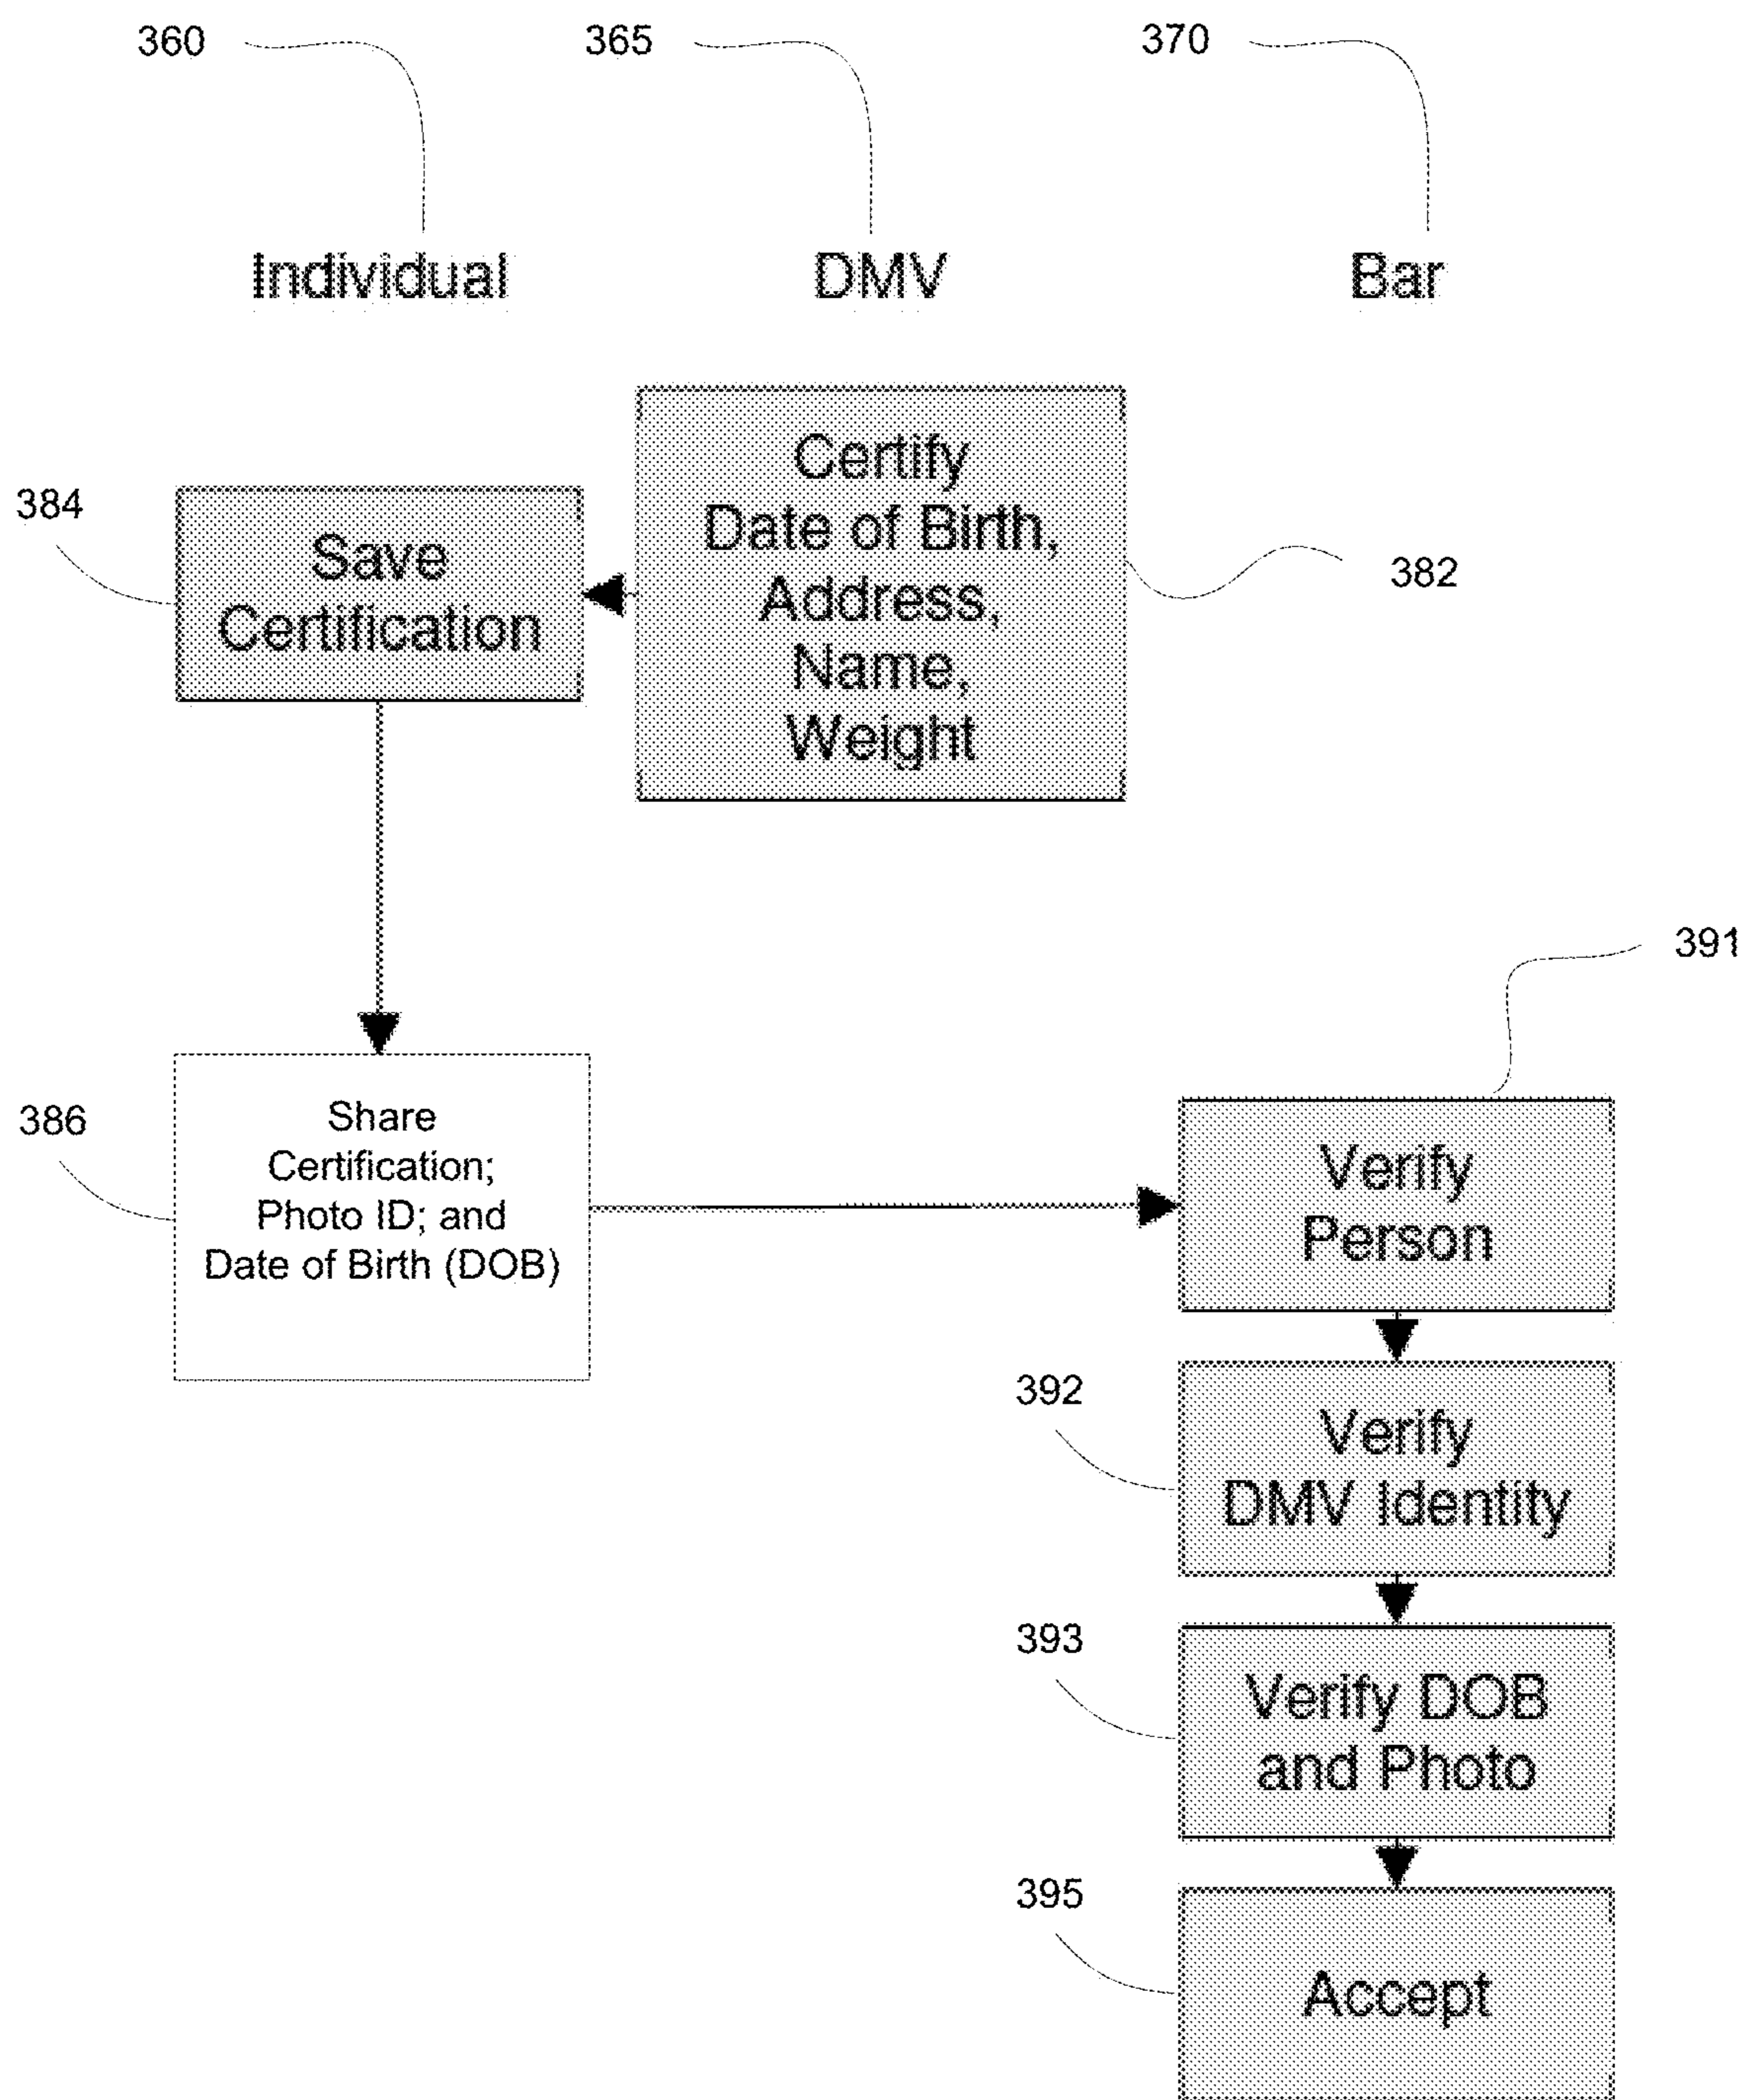 360
365
370
Individual
DMV
Bar
Certify
Date of Birth,
Address,
Name,
Weight
382
384
Save
Certification
391
386
Share
Certification;
Photo ID; and
Date of Birth (DOB)
Verify
Person
392
Verify
DMV Identity
393
Verify DOB
and Photo
395
Accept